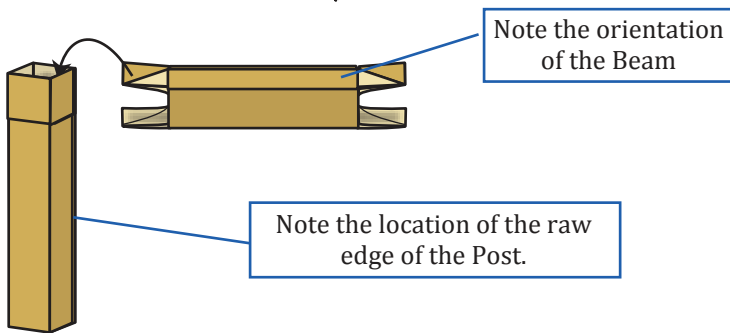 Note the orientation
of the Beam
Note the location of the raw
edge of the Post.